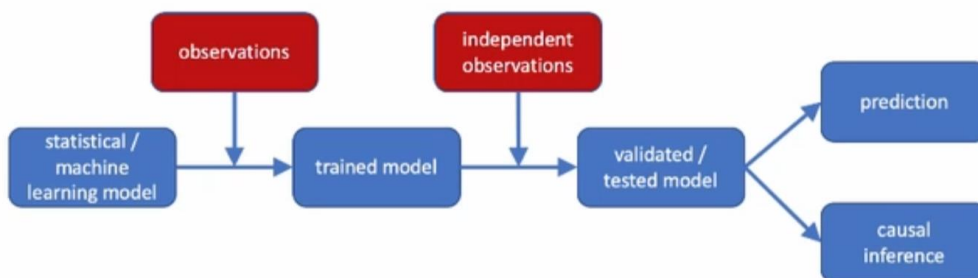 observations
independent
observations
statistical /
machine
learning model
trained model
validated /
tested model
prediction
causal
inference